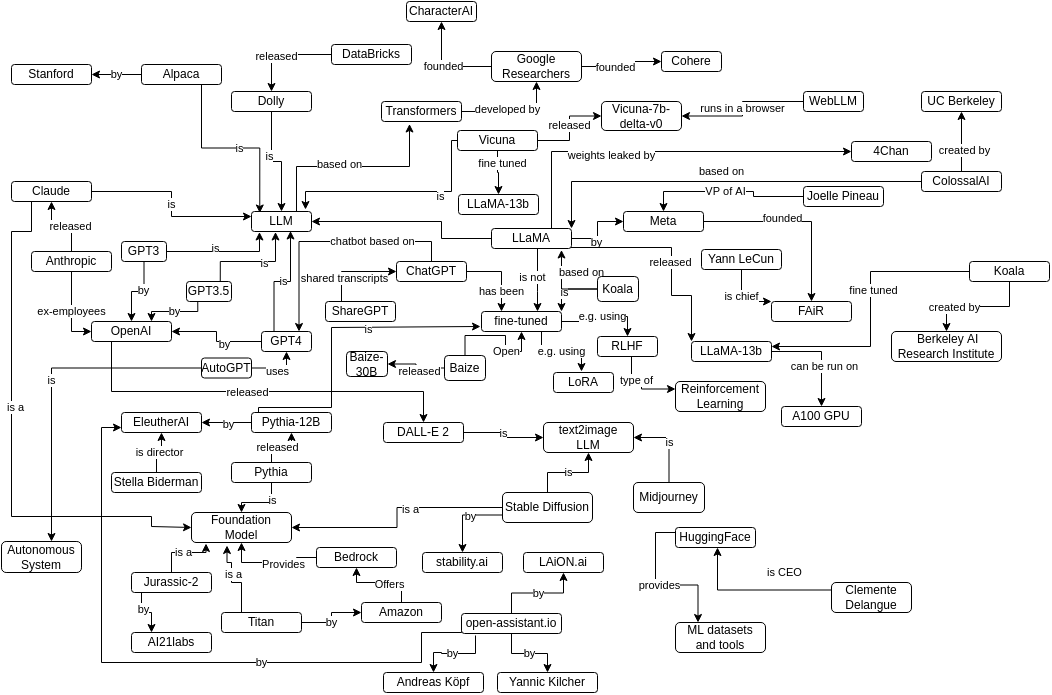 CharacterAI
DataBricks
released
founded
Google
Researchers
founded
Cohere
Stanford
by
Alpaca
Dolly
Transformers
developed by
Vicuna-7b-
delta-v0
runs in a browser
WebLLM
UC Berkeley
released
Vicuna
is
is
based on
fine tuned
weights leaked by
4Chan
created by
based on
ColossalAI
Claude
is
is
LLaMA-13b
VP of AI
Joelle Pineau
LLM
Meta
founded
released
LLaMA
by
Anthropic
GPT3
is
chatbot based on
is
ChatGPT
is not
based on
released
Yann LeCun
Koala
shared transcripts
by
GPT3.5
is
has been
is
Koala
is chief
fine tuned
created by
ex-employees
by
ShareGPT
FAiR
OpenAI
by
GPT4
is
fine-tuned
e.g. using
RLHF
Berkeley AI
Research Institute
AutoGPT
uses
Baize-
30B
released
Baize
Open
e.g. using
LLaMA-13b
can be run on
is
released
LoRA
type of
Reinforcement
Learning
is a
EleutherAI
by
Pythia-12B
DALL-E 2
is
text2image
LLM
is
A100 GPU
is director
released
Stella Biderman
Pythia
is
is
Midjourney
Foundation
Model
is a
Stable Diffusion
by
HuggingFace
Autonomous
System
is a
Provides
Bedrock
stability.ai
LAiON.ai
is CEO
Jurassic-2
is a
Offers
provides
Clemente
Delangue
by
Titan
by
Amazon
by
open-assistant.io
AI21labs
ML datasets
and tools
by
by
by
Andreas Köpf
Yannic Kilcher